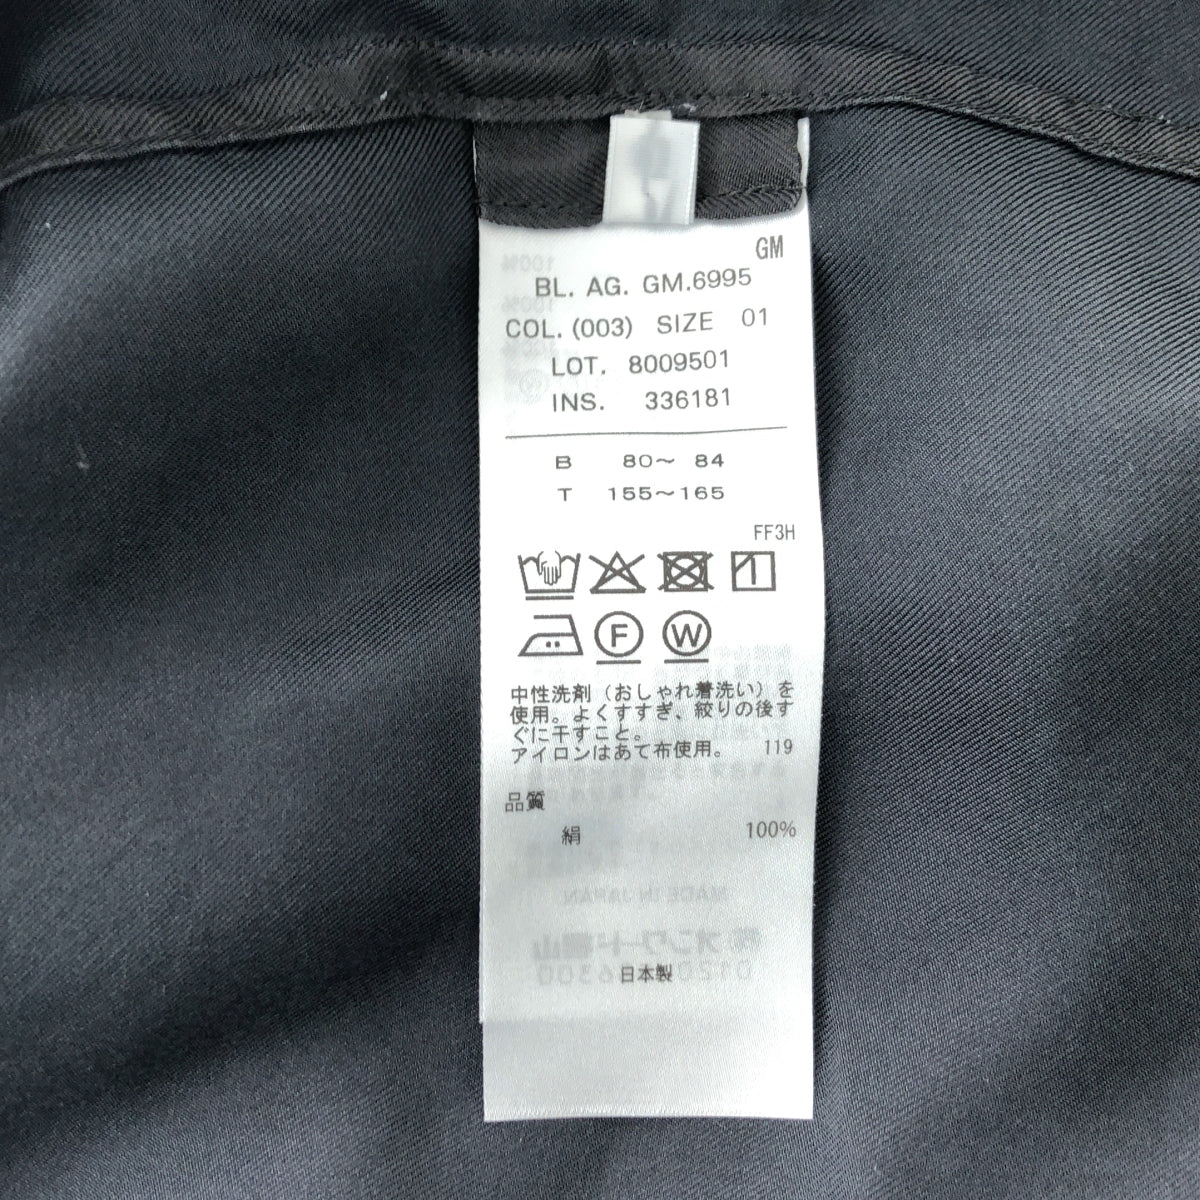 GM
BL. AG. GM.6995
COL. (003) SIZE 01
LOT. 8009501
INS. 336181
B 80～ 84
T 155～165
FF3H
F W
中性洗剤（おしゃれ着洗い）を
使用。よくすすぎ、絞りの後す
ぐに干すこと。
アイロンはあて布使用。 119
品質
絹 100%
MADE IN JAPAN
日本製